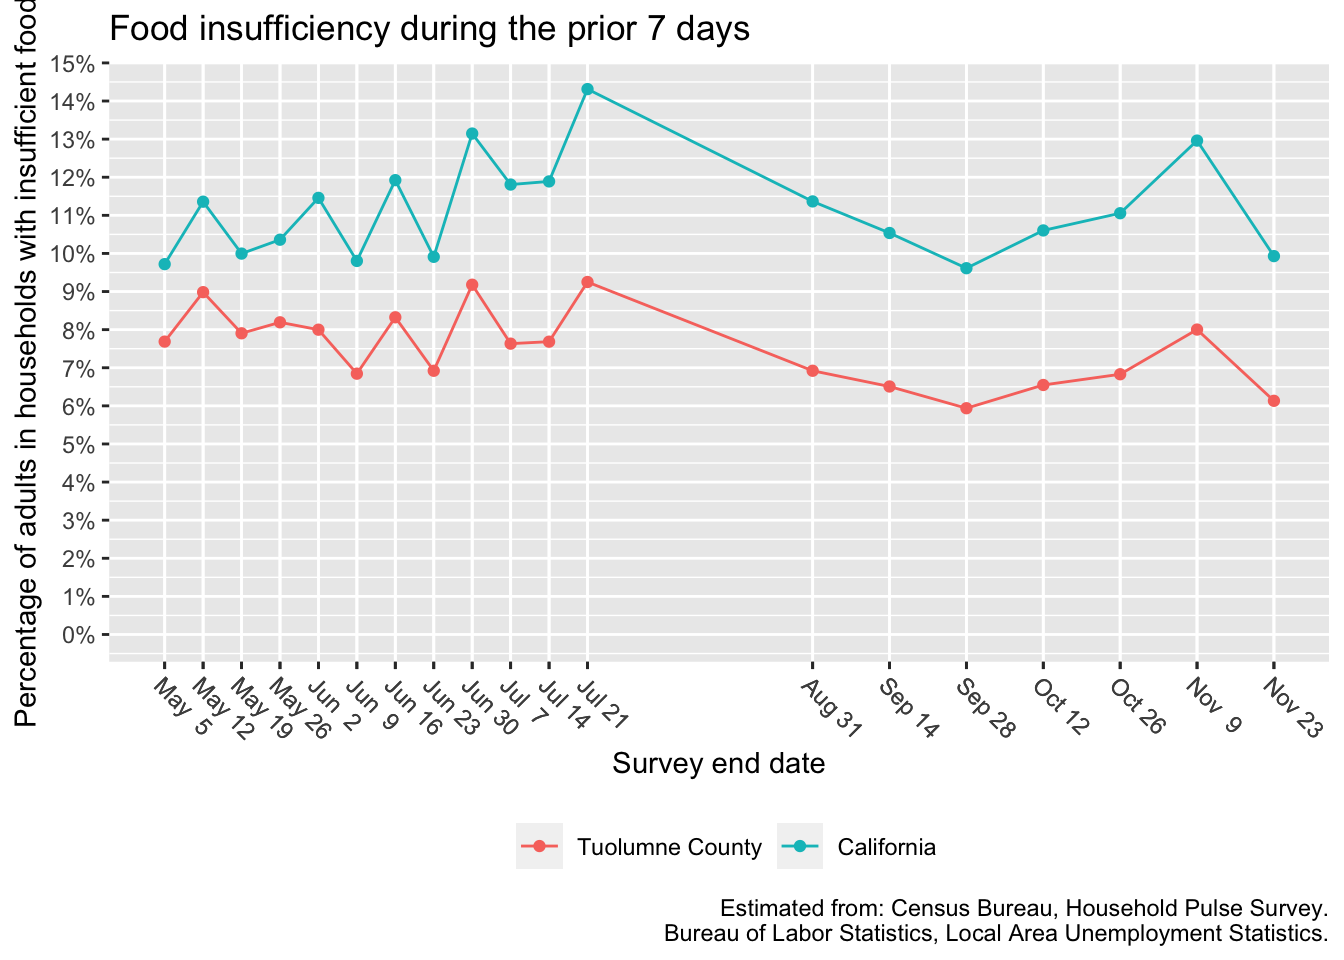 Food insufficiency during the prior 7 days
Percentage of adults in households with insufficient food
15%
14%
13%
12%
11%
10%
9%
8%
7%
6%
5%
4%
3%
2%
1%
0%
May 5
May 12
May 19
May 26
Jun 2
Jun 9
Jun 16
Jun 23
Jun 30
Jul 7
Jul 14
Jul 21
Aug 31
Sep 14
Sep 28
Oct 12
Oct 26
Nov 9
Nov 23
Survey end date
Tuolumne County
California
Estimated from: Census Bureau, Household Pulse Survey.
Bureau of Labor Statistics, Local Area Unemployment Statistics.